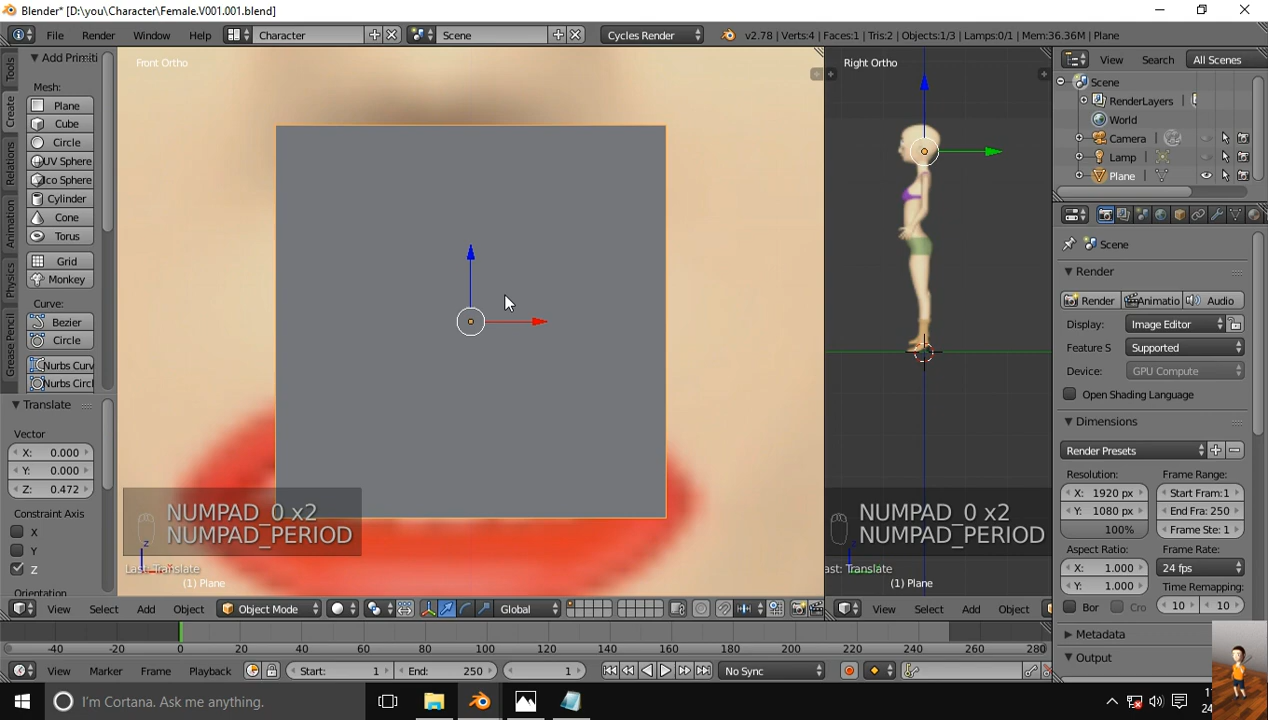 Blender* [D:\you\Character\Female.V001.001.blend]
File Render Window Help Character Scene Cycles Render v2.78 | Verts:4 | Faces:1 | Tris:2 | Objects:1/3 | Lamps:0/1 | Mem:36.36M | Plane
Tools
Create
Relations
Animation
Physics
Grease Pencil
Add Primiti
Mesh:
Plane
Cube
Circle
UV Sphere
Ico Sphere
Cylinder
Cone
Torus
Grid
Monkey
Curve:
Bezier
Circle
Nurbs Curv
Nurbs Circl
Translate
Vector
X: 0.000
Y: 0.000
Z: 0.472
Constraint Axis
X
Y
Z
Orientation
Front Ortho
NUMPAD_0 x2
NUMPAD_PERIOD
z
Last: Translate
(1) Plane
View Select Add Object Object Mode Global
Right Ortho
NUMPAD_0 x2
NUMPAD_PERIOD
ast: Translate
(1) Plane
View Select Add Object
View Search All Scenes
Scene
RenderLayers
World
Camera
Lamp
Plane
Scene
Render
Render Animatio Audio
Display: Image Editor
Feature S Supported
Device: GPU Compute
Open Shading Language
Dimensions
Render Presets
Resolution: Frame Range:
X: 1920 px Start Fram: 1
Y: 1080 px End Fra: 250
100% Frame Ste: 1
Aspect Ratio: Frame Rate:
X: 1.000 24 fps
Y: 1.000 Time Remapping:
Bor Cro 10 10
Metadata
Output
-40 -20 0 20 40 60 80 100 120 140 160 180 200 220 240 260 280
View Marker Frame Playback Start: 1 End: 250 1 No Sync
I'm Cortana. Ask me anything.